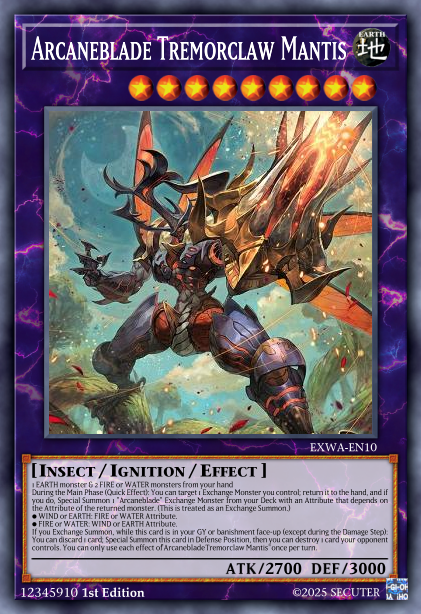 ARCANEBLADE TREMORCLAW MANTIS
EARTH
地
EXWA-EN10
[INSECT / IGNITION / EFFECT ]
1 EARTH monster & 2 FIRE or WATER monsters from your hand
During the Main Phase (Quick Effect): You can target 1 Exchange Monster you control; return it to the hand, and if
you do, Special Summon 1 "Arcaneblade" Exchange Monster from your Deck with an Attribute that depends on
the Attribute of the returned monster. (This is treated as an Exchange Summon.)
● WIND or EARTH: FIRE or WATER Attribute.
● FIRE or WATER: WIND or EARTH Attribute.
If you Exchange Summon, while this card is in your GY or banishment face-up (except during the Damage Step):
You can discard 1 card; Special Summon this card in Defense Position, then you can destroy 1 card your opponent
controls. You can only use each effect of "Arcaneblade Tremorclaw Mantis" once per turn.
ATK/2700 DEF/3000
12345910 1st Edition
©2025 SECUTER